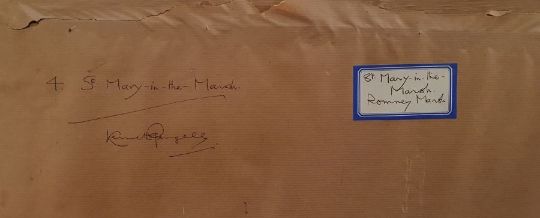 4. St Mary-in-the-Marsh.
St Mary-in-the-
Marsh.
Romney Marsh.